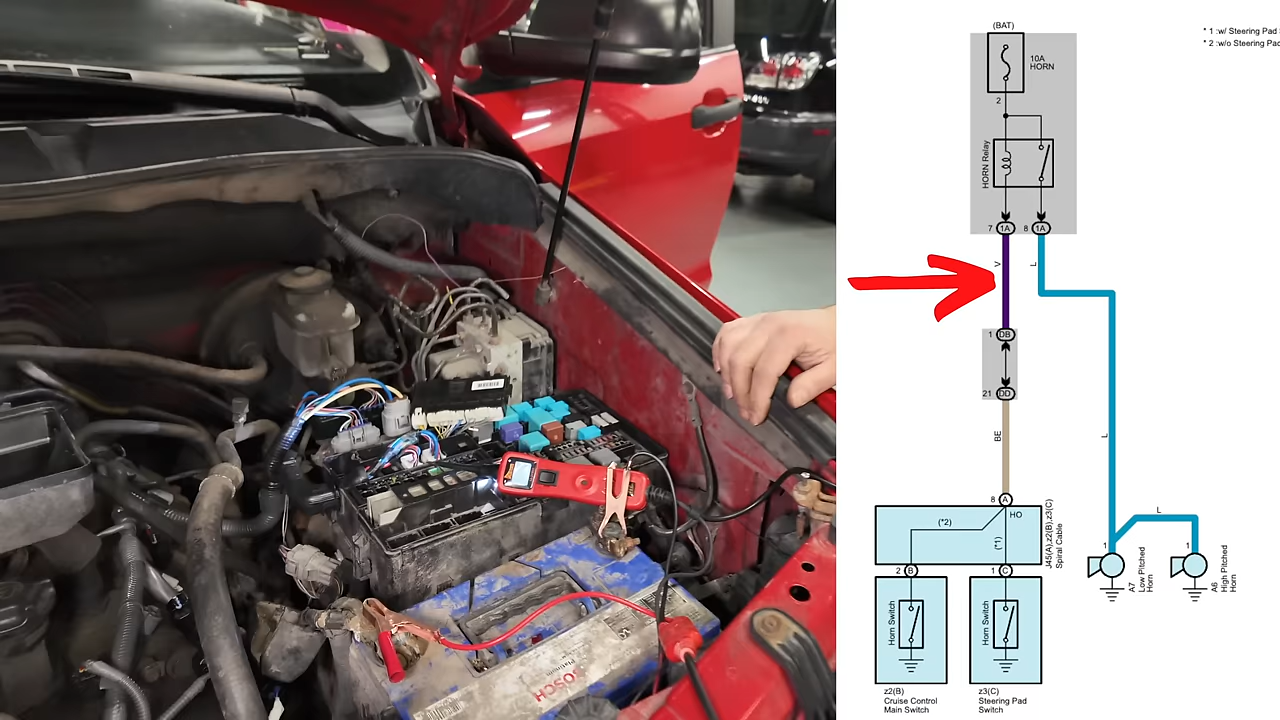 BOSCH
Platinum
(BAT)
10A
HORN
2
HORN Relay
7
1A
8
1A
* 1 :w/ Steering Pad
* 2 :w/o Steering Pad
V
L
1
DB
21
DD
BE
L
8
A
HO
(*2)
(*1)
J45(A),z2(B),z3(C)
Spiral Cable
2
B
1
C
Horn Switch
Horn Switch
z2(B)
Cruise Control
Main Switch
z3(C)
Steering Pad
Switch
L
1
A7
Low Pitched
Horn
1
A6
High Pitched
Horn